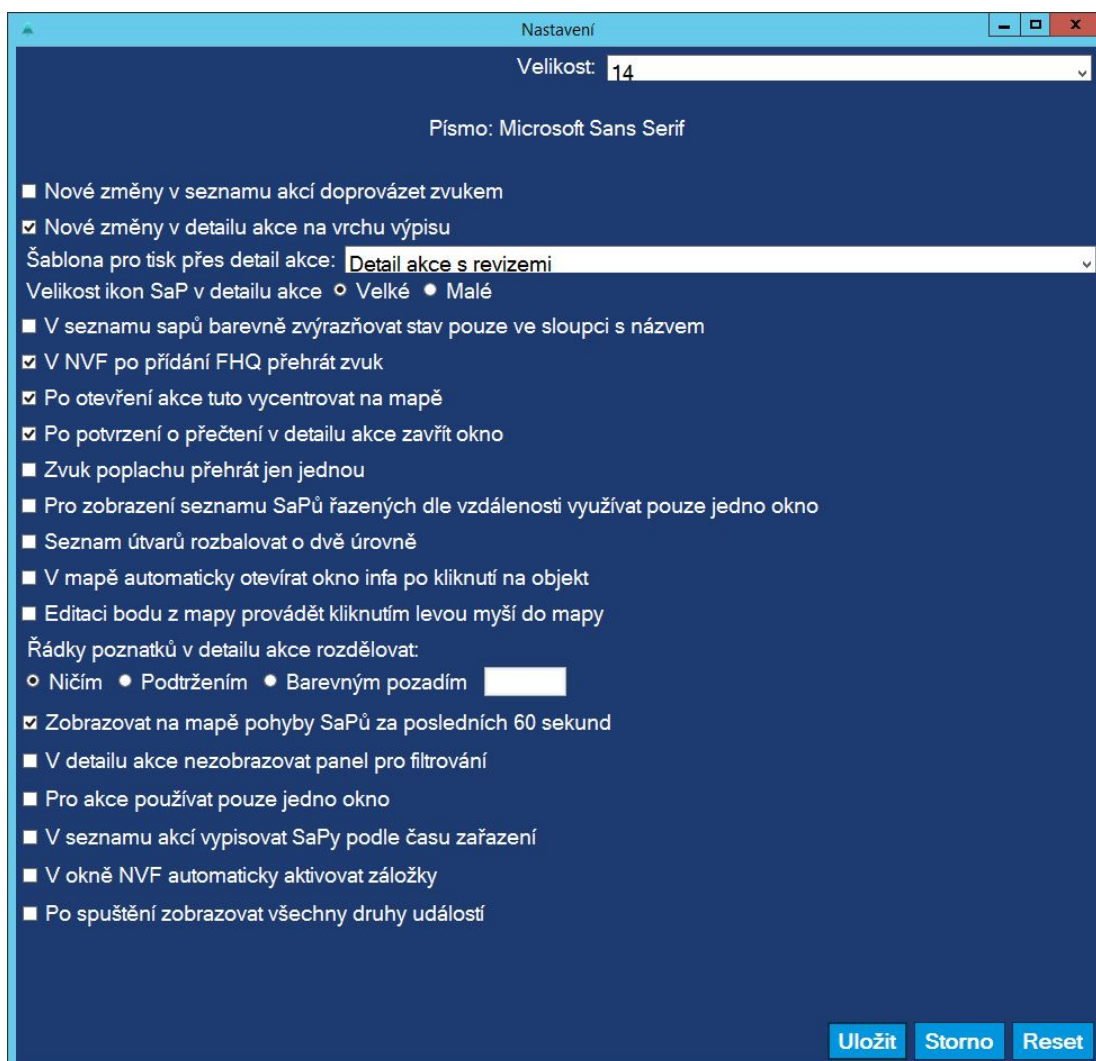 Nastavení
Velikost: 14
Písmo: Microsoft Sans Serif
Nové změny v seznamu akcí doprovázet zvukem
Nové změny v detailu akce na vrchu výpisu
Šablona pro tisk přes detail akce: Detail akce s revizemi
Velikost ikon SaP v detailu akce Velké Malé
V seznamu sapů barevně zvýrazňovat stav pouze ve sloupci s názvem
V NVF po přídání FHQ přehrát zvuk
Po otevření akce tuto vycentrovat na mapě
Po potvrzení o přečtení v detailu akce zavřít okno
Zvuk poplachu přehrát jen jednou
Pro zobrazení seznamu SaPů řazených dle vzdálenosti využívat pouze jedno okno
Seznam útvarů rozbalovat o dvě úrovně
V mapě automaticky otevírat okno infa po kliknutí na objekt
Editaci bodu z mapy provádět kliknutím levou myší do mapy
Řádky poznatků v detailu akce rozdělovat:
Ničím Podtržením Barevným pozadím
Zobrazovat na mapě pohyby SaPů za posledních 60 sekund
V detailu akce nezobrazovat panel pro filtrování
Pro akce používat pouze jedno okno
V seznamu akcí vypisovat SaPy podle času zařazení
V okně NVF automaticky aktivovat záložky
Po spuštění zobrazovat všechny druhy událostí
Uložit Storno Reset